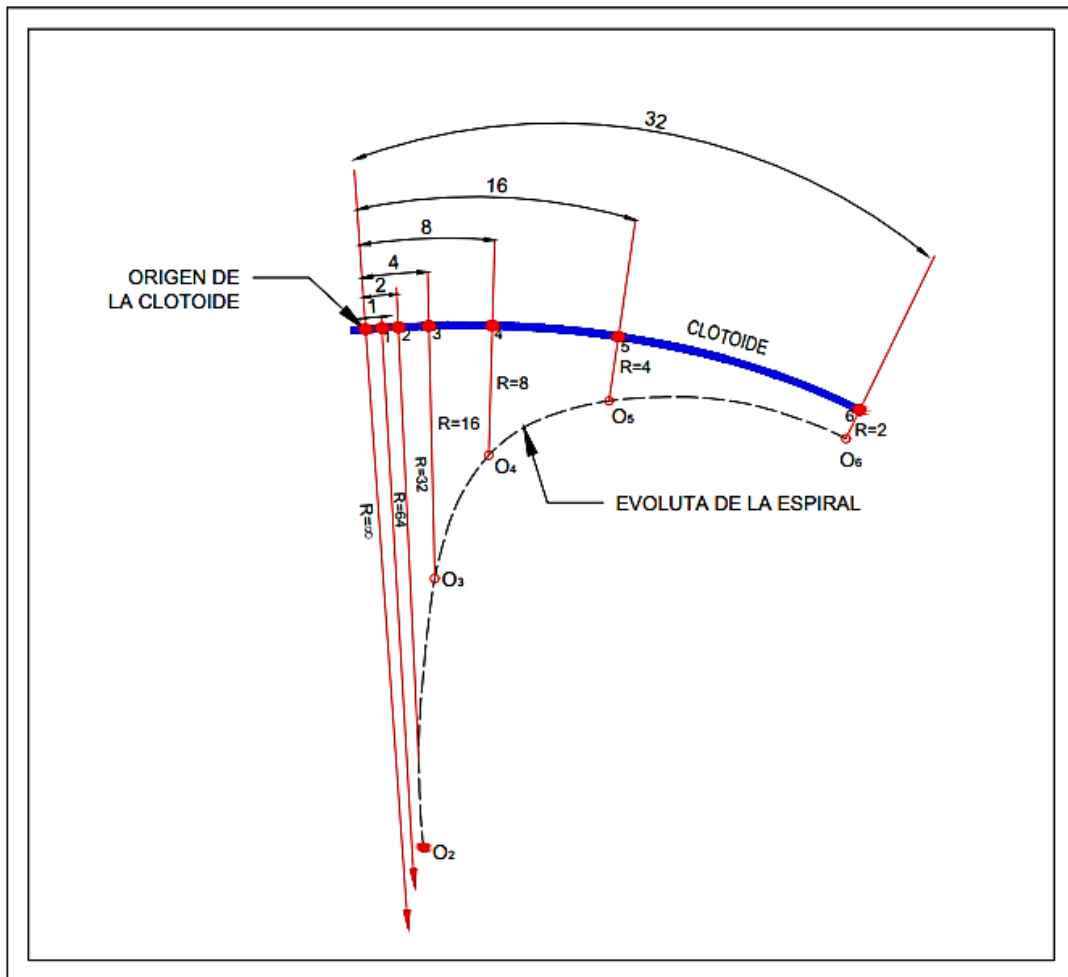 32
16
8
4
2
1
ORIGEN DE
LA CLOTOIDE
CLOTOIDE
1
2
3
4
5
6
R=4
R=8
R=2
R=16
R=32
R=64
R=∞
O₅
O₆
O₄
EVOLUTA DE LA ESPIRAL
O₃
O₂